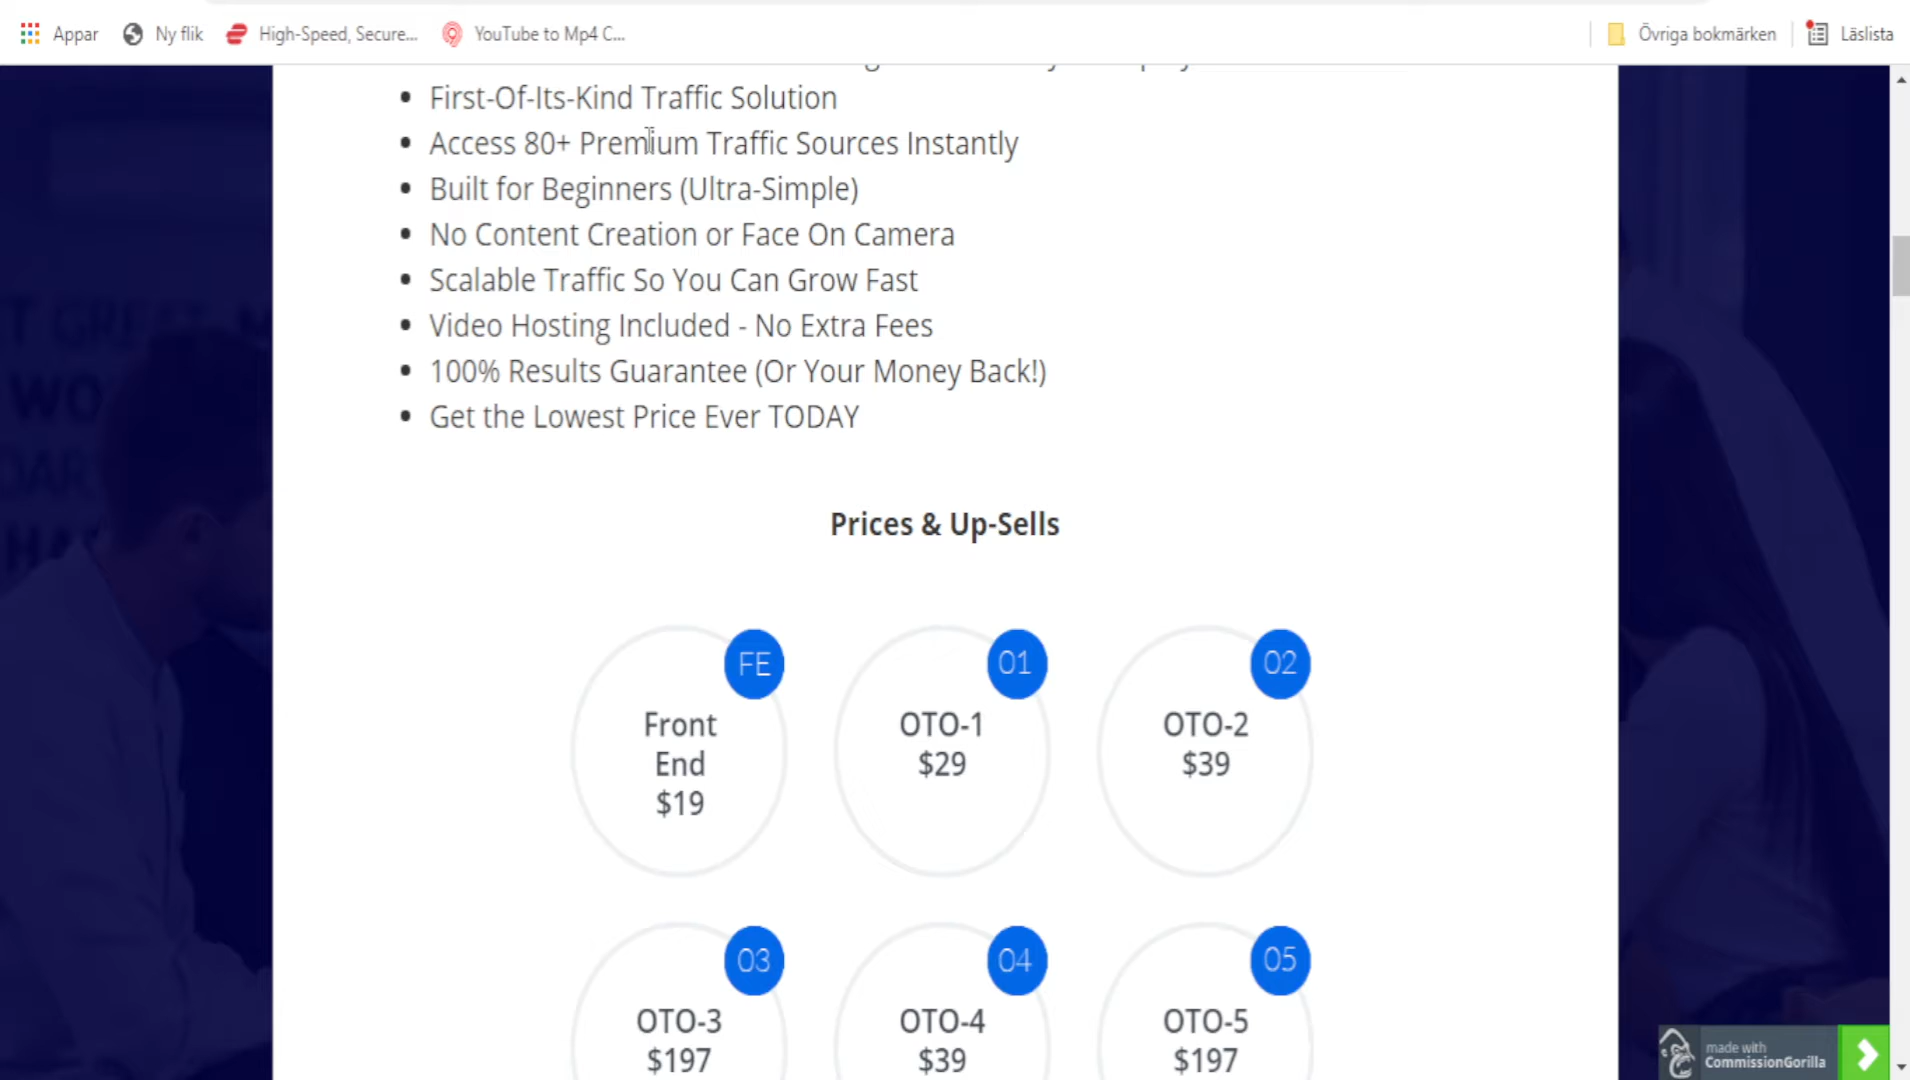 Appar
Ny flik
High-Speed, Secure...
YouTube to Mp4 C...
Övriga bokmärken
Läslista
First-Of-Its-Kind Traffic Solution
Access 80+ Premium Traffic Sources Instantly
Built for Beginners (Ultra-Simple)
No Content Creation or Face On Camera
Scalable Traffic So You Can Grow Fast
Video Hosting Included - No Extra Fees
100% Results Guarantee (Or Your Money Back!)
Get the Lowest Price Ever TODAY
Prices & Up-Sells
FE
Front
End
$19
01
OTO-1
$29
02
OTO-2
$39
03
OTO-3
$197
04
OTO-4
$39
05
OTO-5
$197
made with
CommissionGorilla